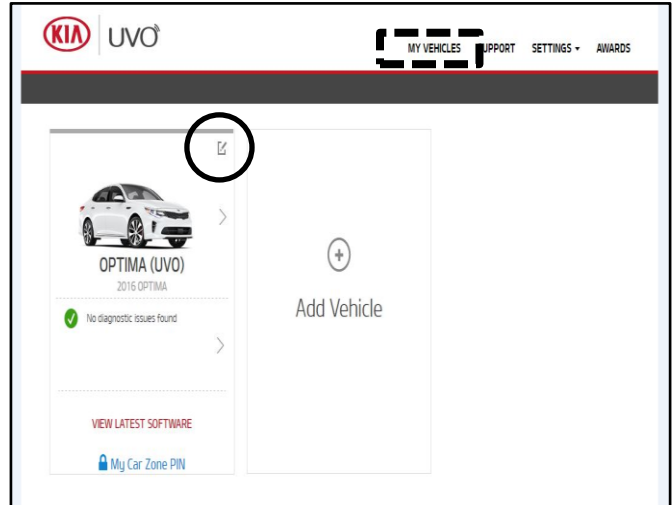 KIA UVO
MY VEHICLES SUPPORT SETTINGS AWARDS
OPTIMA (UVO)
2016 OPTIMA
No diagnostic issues found
VIEW LATEST SOFTWARE
My Car Zone PIN
Add Vehicle